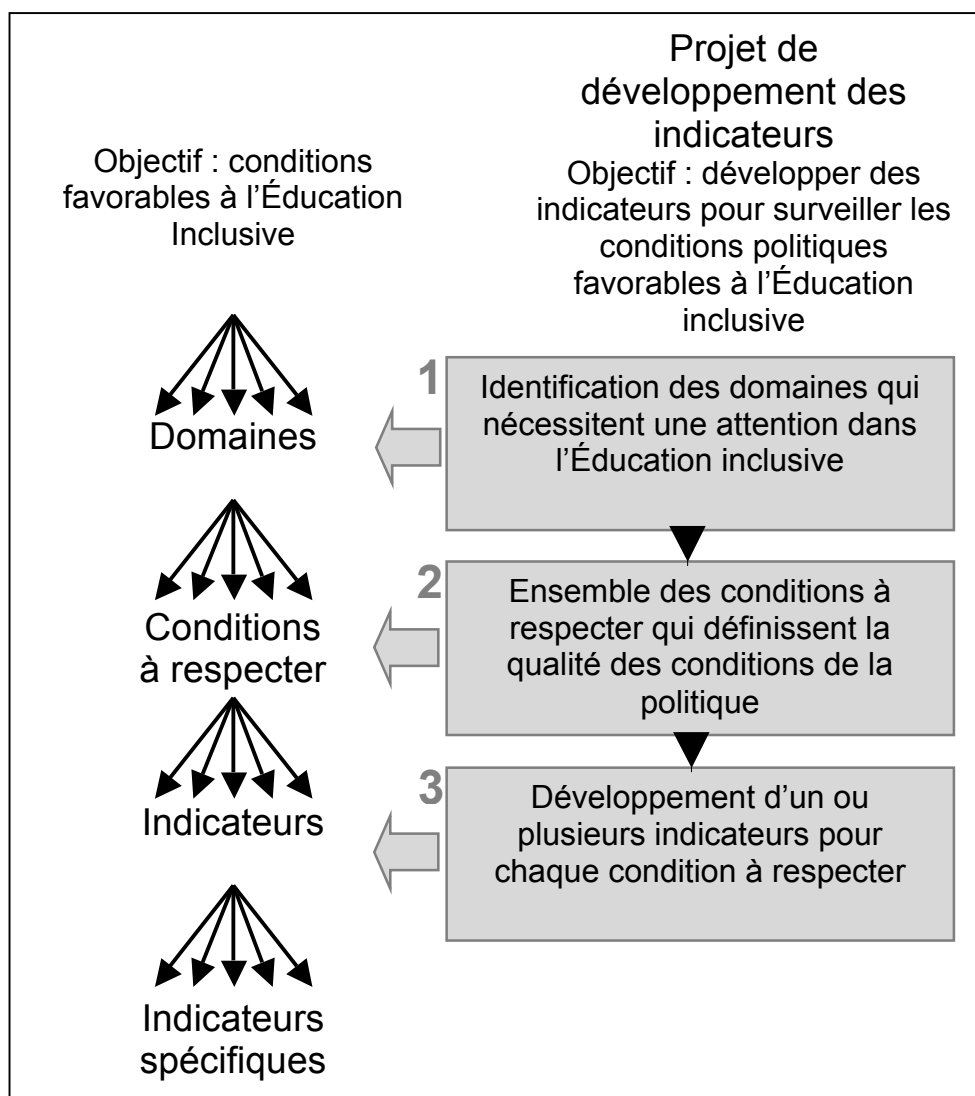 Projet de
développement des
indicateurs
Objectif : développer des
indicateurs pour surveiller les
conditions politiques
favorables à l’Éducation
inclusive
Objectif : conditions
favorables à l’Éducation
Inclusive
1
Identification des domaines qui
nécessitent une attention dans
l’Éducation inclusive
Domaines
2
Ensemble des conditions à
respecter qui définissent la
qualité des conditions de la
politique
Conditions
à respecter
3
Développement d’un ou
plusieurs indicateurs pour
chaque condition à respecter
Indicateurs
Indicateurs
spécifiques